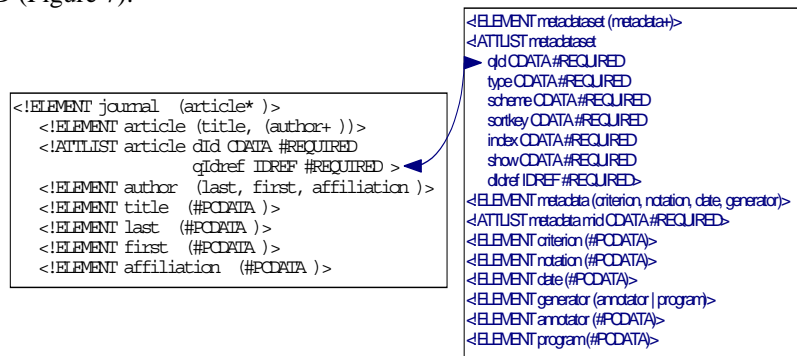 D (Figure 7).
<!ELEMENT journal (article* )>
<!ELEMENT article (title, (author+ ))>
<!ATTLIST article dId CDATA #REQUIRED
qIdref IDREF #REQUIRED >
<!ELEMENT author (last, first, affiliation )>
<!ELEMENT title (#PCDATA )>
<!ELEMENT last (#PCDATA )>
<!ELEMENT first (#PCDATA )>
<!ELEMENT affiliation (#PCDATA )>
<!ELEMENT metadataset (metadata+)>
<!ATTLIST metadataset
qId CDATA #REQUIRED
type CDATA #REQUIRED
scheme CDATA #REQUIRED
sortkey CDATA #REQUIRED
index CDATA #REQUIRED
show CDATA #REQUIRED
dIdref IDREF #REQUIRED>
<!ELEMENT metadata (criterion, notation, date, generator)>
<!ATTLIST metadata mid CDATA #REQUIRED>
<!ELEMENT criterion (#PCDATA)>
<!ELEMENT notation (#PCDATA)>
<!ELEMENT date (#PCDATA)>
<!ELEMENT generator (annotator | program)>
<!ELEMENT annotator (#PCDATA)>
<!ELEMENT program (#PCDATA)>